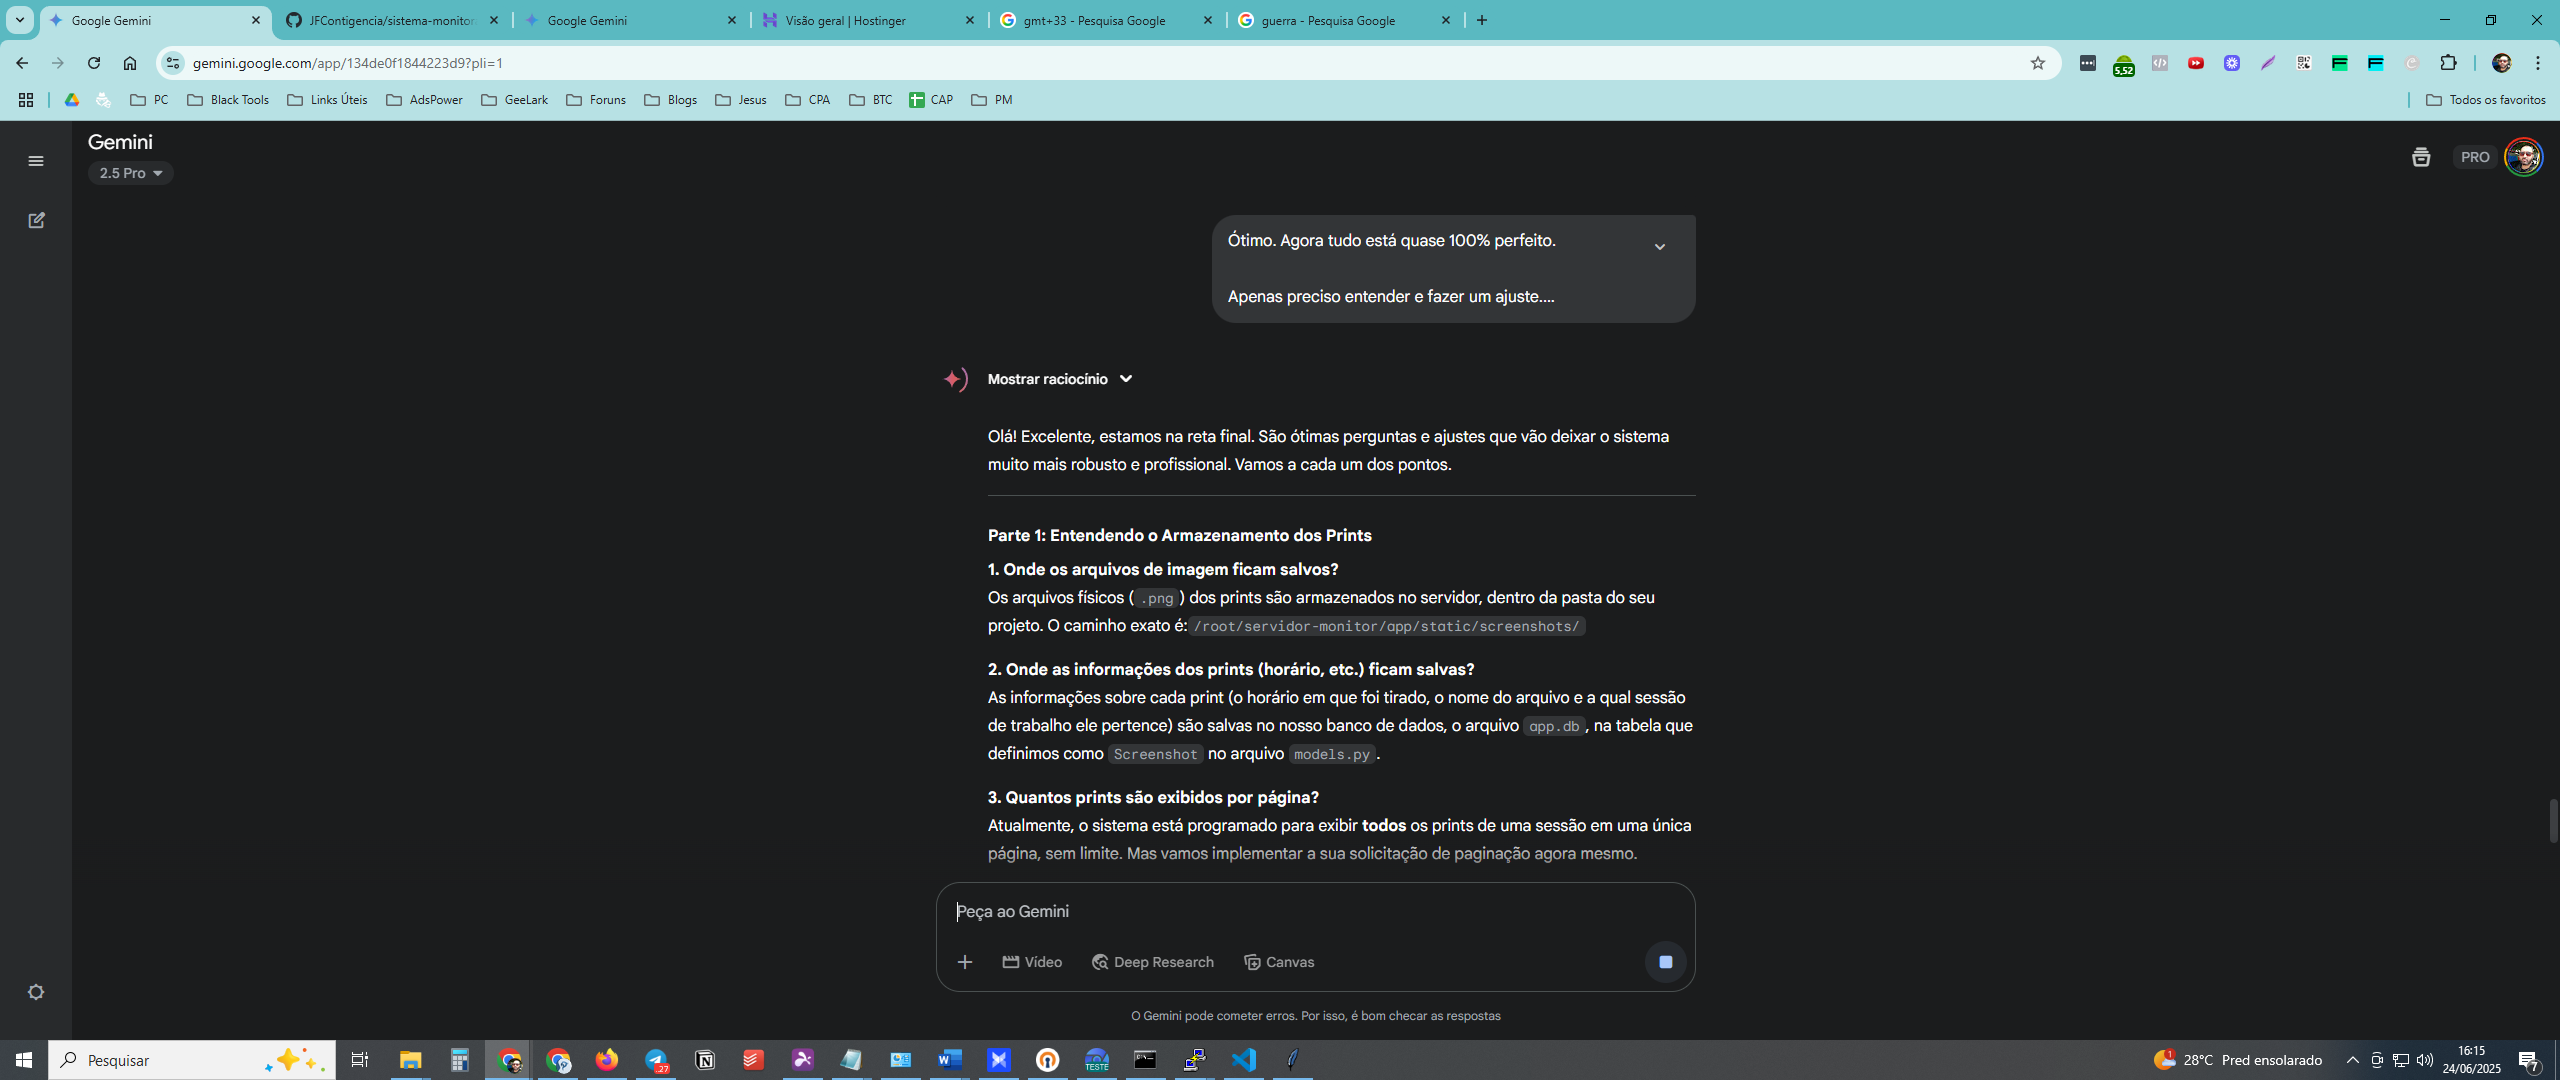 Google Gemini
JFContigencia/sistema-monitor
Google Gemini
Visão geral | Hostinger
gmt+33 - Pesquisa Google
guerra - Pesquisa Google
gemini.google.com/app/134de0f1844223d9?pli=1
5,52
PC
Black Tools
Links Úteis
AdsPower
GeeLark
Foruns
Blogs
Jesus
CPA
BTC
CAP
PM
Todos os favoritos
Gemini
2.5 Pro
PRO
Ótimo. Agora tudo está quase 100% perfeito.
Apenas preciso entender e fazer um ajuste....
Mostrar raciocínio
Olá! Excelente, estamos na reta final. São ótimas perguntas e ajustes que vão deixar o sistema
muito mais robusto e profissional. Vamos a cada um dos pontos.
Parte 1: Entendendo o Armazenamento dos Prints
1. Onde os arquivos de imagem ficam salvos?
Os arquivos físicos (.png) dos prints são armazenados no servidor, dentro da pasta do seu
projeto. O caminho exato é: /root/servidor-monitor/app/static/screenshots/
2. Onde as informações dos prints (horário, etc.) ficam salvas?
As informações sobre cada print (o horário em que foi tirado, o nome do arquivo e a qual sessão
de trabalho ele pertence) são salvas no nosso banco de dados, o arquivo app.db, na tabela que
definimos como Screenshot no arquivo models.py.
3. Quantos prints são exibidos por página?
Atualmente, o sistema está programado para exibir todos os prints de uma sessão em uma única
página, sem limite. Mas vamos implementar a sua solicitação de paginação agora mesmo.
Peça ao Gemini
Vídeo
Deep Research
Canvas
O Gemini pode cometer erros. Por isso, é bom checar as respostas
Pesquisar
27
TESTE
1
28°C Pred ensolarado
16:15
24/06/2025
7